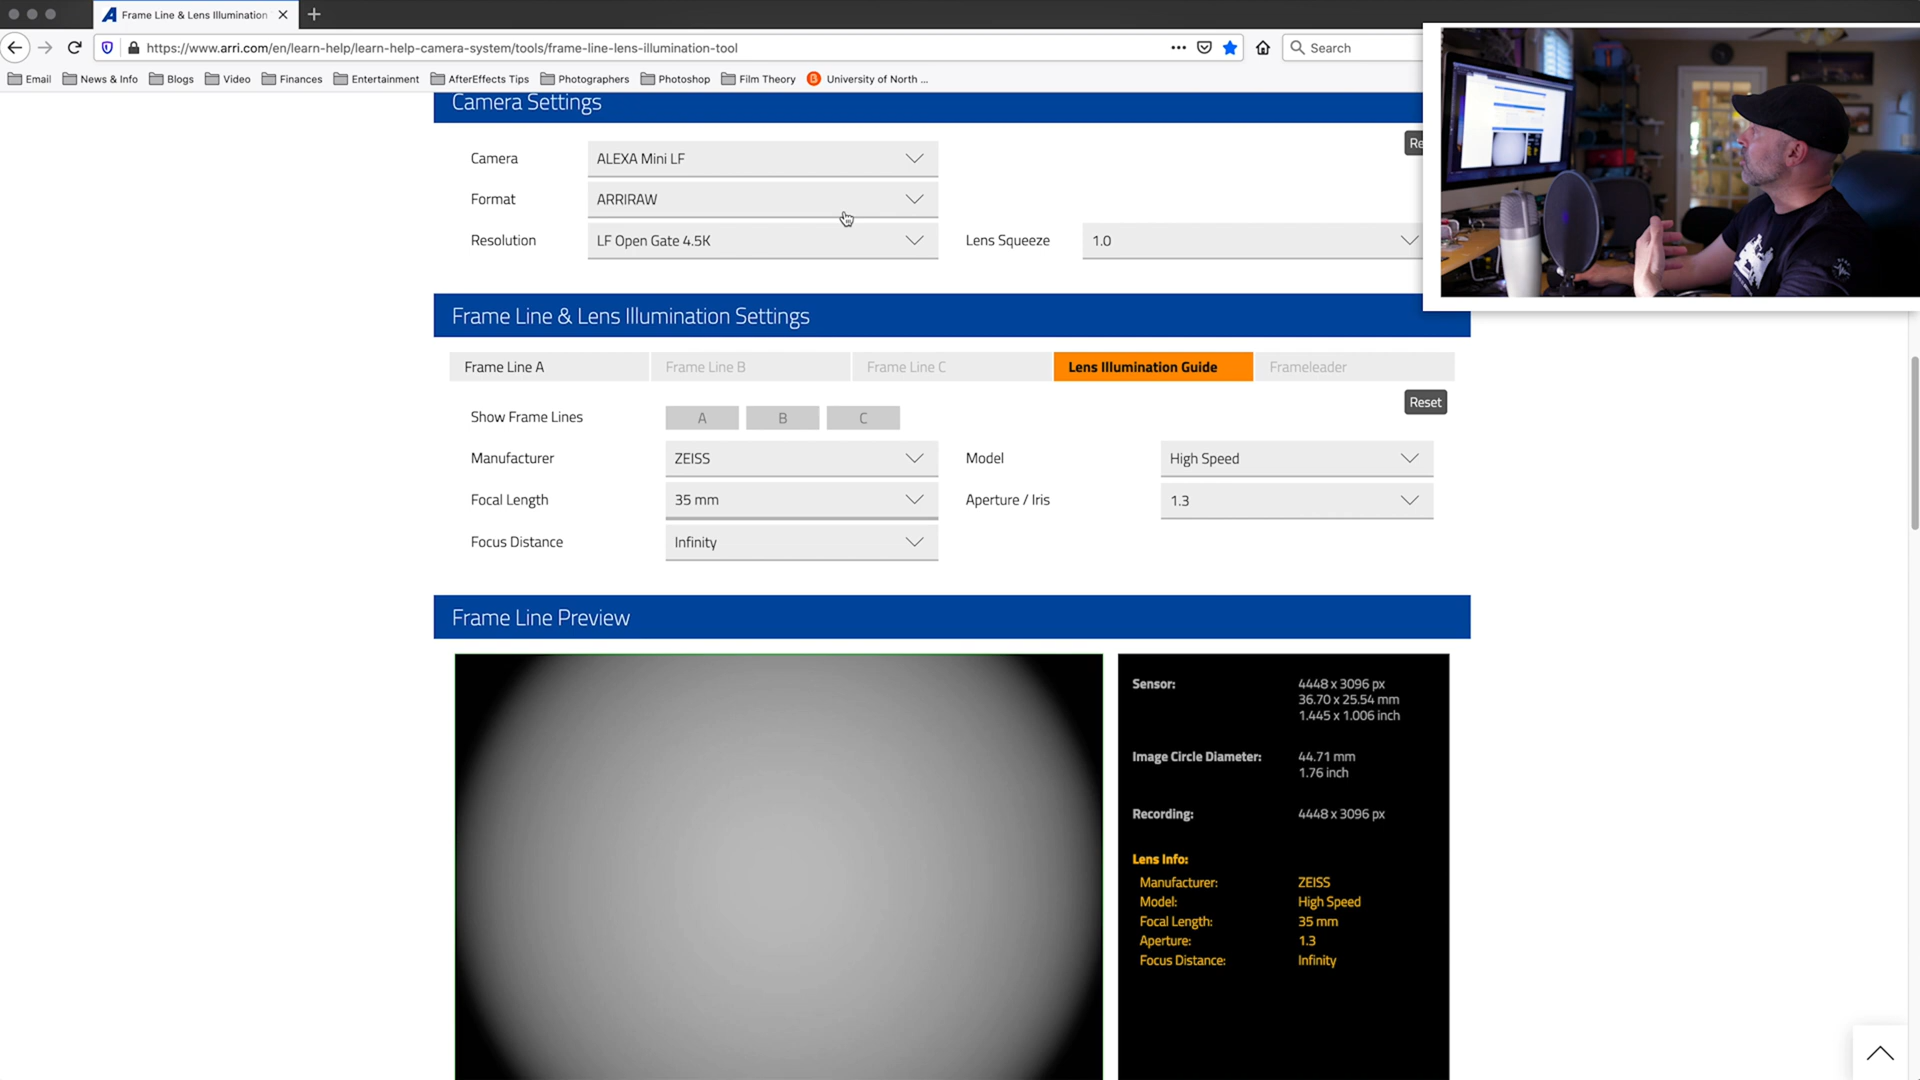 Frame Line & Lens Illumination
https://www.arri.com/en/learn-help/learn-help-camera-system/tools/frame-line-lens-illumination-tool
Search
Email News & Info Blogs Video Finances Entertainment AfterEffects Tips Photographers Photoshop Film Theory University of North ...
Camera Settings
Camera ALEXA Mini LF
Re
Format ARRIRAW
Resolution LF Open Gate 4.5K Lens Squeeze 1.0
Frame Line & Lens Illumination Settings
Frame Line A Frame Line B Frame Line C Lens Illumination Guide Frameleader
Reset
Show Frame Lines A B C
Manufacturer ZEISS Model High Speed
Focal Length 35 mm Aperture / Iris 1.3
Focus Distance Infinity
Frame Line Preview
Sensor: 4448 x 3096 px
36.70 x 25.54 mm
1.445 x 1.006 inch
Image Circle Diameter: 44.71 mm
1.76 inch
Recording: 4448 x 3096 px
Lens Info:
Manufacturer: ZEISS
Model: High Speed
Focal Length: 35 mm
Aperture: 1.3
Focus Distance: Infinity